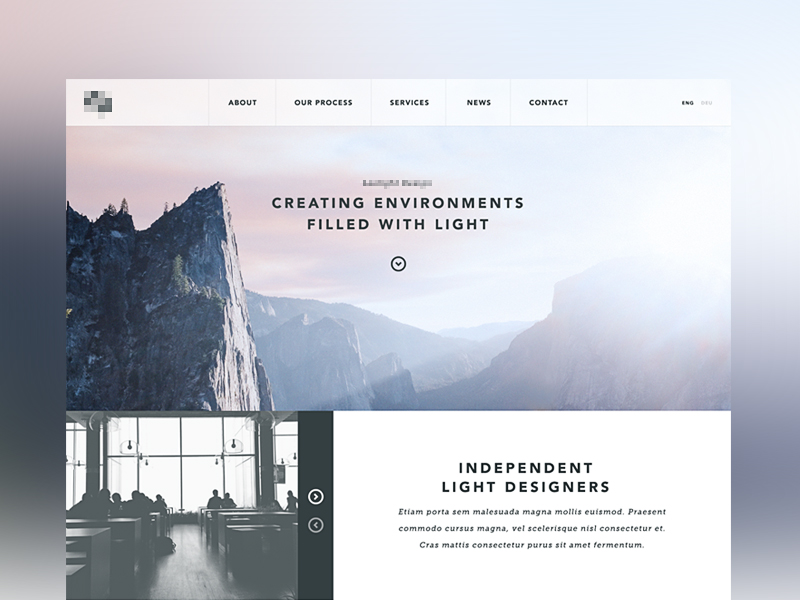 ABOUT
OUR PROCESS
SERVICES
NEWS
CONTACT
ENG
DEU
CREATING ENVIRONMENTS
FILLED WITH LIGHT
INDEPENDENT
LIGHT DESIGNERS
Etiam porta sem malesuada magna mollis euismod. Praesent
commodo cursus magna, vel scelerisque nisl consectetur et.
Cras mattis consectetur purus sit amet fermentum.